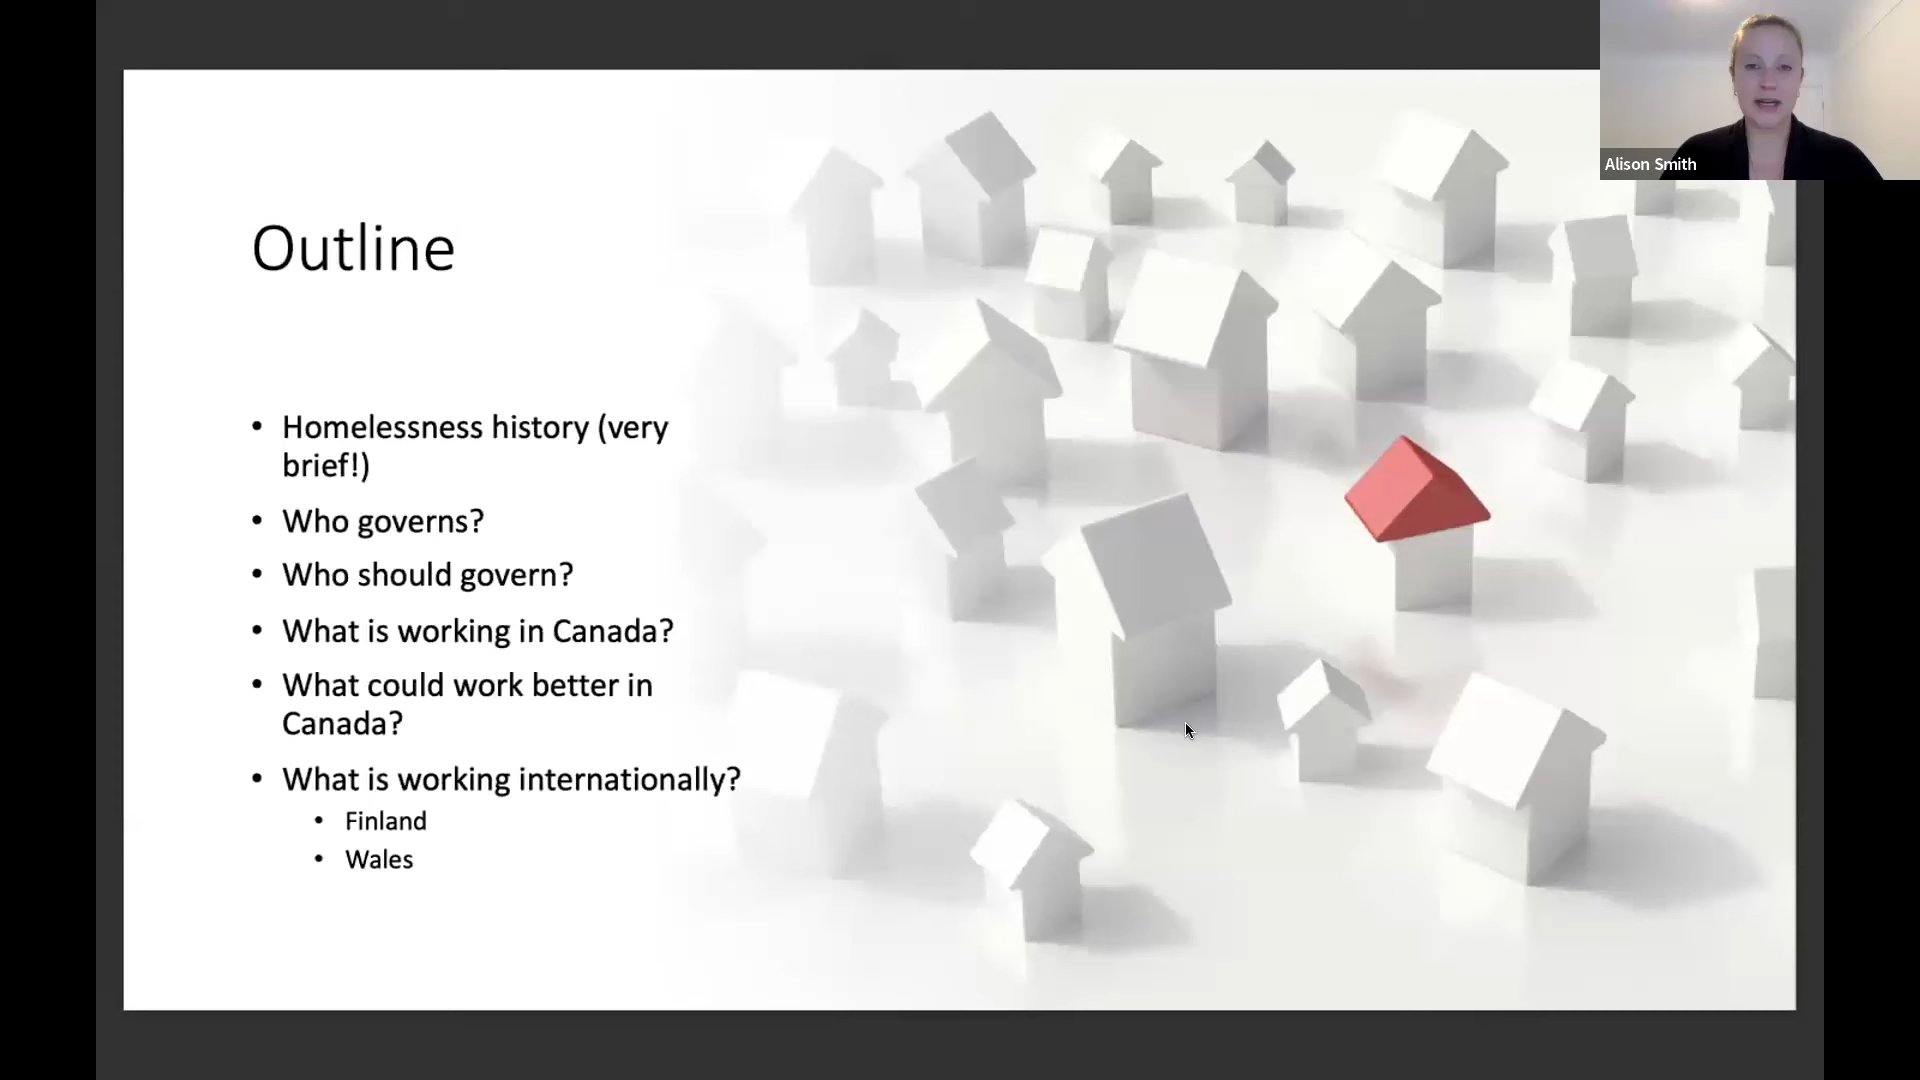 Alison Smith
Outline
• Homelessness history (very
brief!)
• Who governs?
• Who should govern?
• What is working in Canada?
• What could work better in
Canada?
• What is working internationally?
• Finland
• Wales